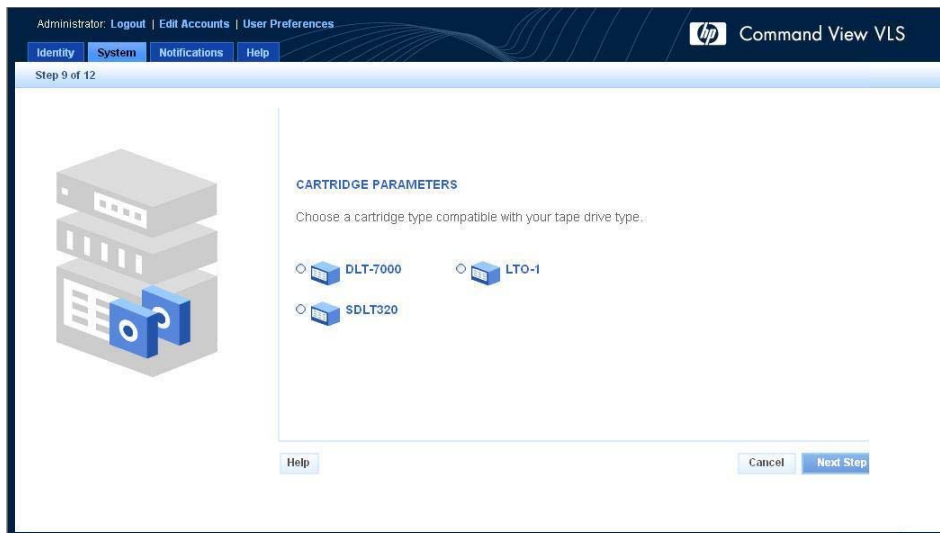 Administrator: Logout | Edit Accounts | User Preferences
hp Command View VLS
Identity System Notifications Help
Step 9 of 12
CARTRIDGE PARAMETERS
Choose a cartridge type compatible with your tape drive type.
DLT-7000 LTO-1
SDLT320
Help Cancel Next Step